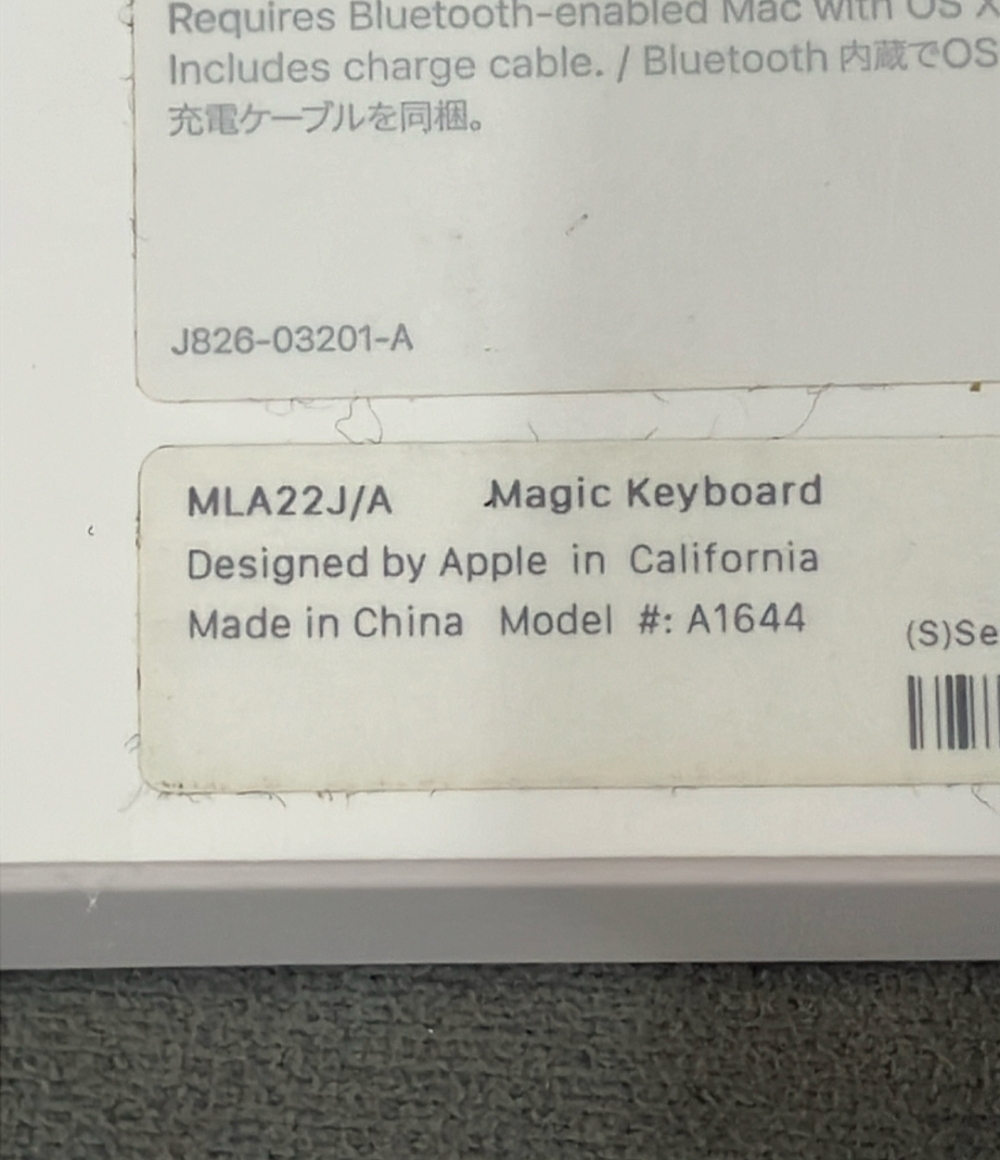 Requires Bluetooth-enabled Mac with OS X
Includes charge cable. / Bluetooth 内蔵でOS
充電ケーブルを同梱。
J826-03201-A
MLA22J/A Magic Keyboard
Designed by Apple in California
Made in China Model #: A1644
(S)Se